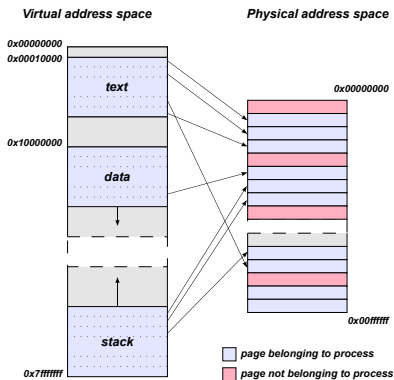 Virtual address space
Physical address space
0x00000000
0x00010000
text
0x10000000
data
stack
0x7fffffff
0x00000000
0x00ffffff
page belonging to process
page not belonging to process